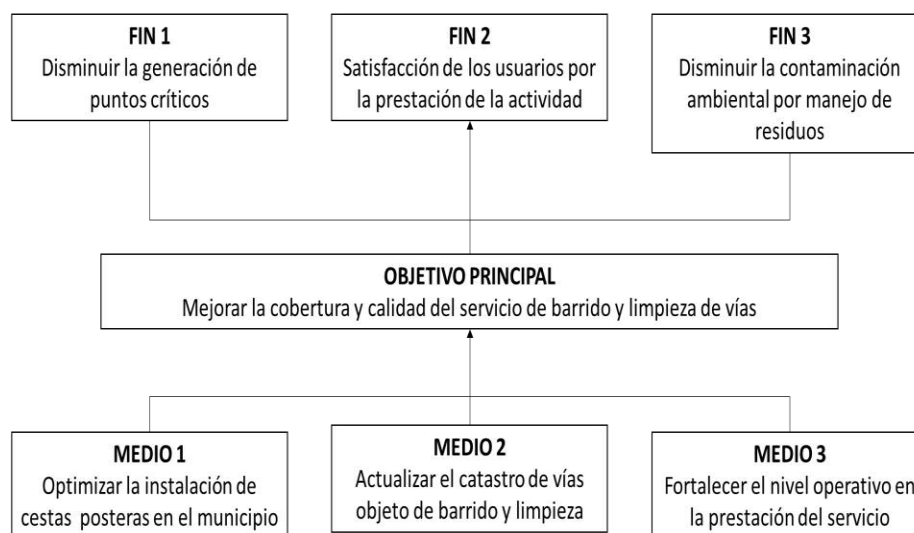 FIN 1
Disminuir la generación de
puntos críticos
FIN 2
Satisfacción de los usuarios por
la prestación de la actividad
FIN 3
Disminuir la contaminación
ambiental por manejo de
residuos
OBJETIVO PRINCIPAL
Mejorar la cobertura y calidad del servicio de barrido y limpieza de vías
MEDIO 1
Optimizar la instalación de
cestas posteras en el municipio
MEDIO 2
Actualizar el catastro de vías
objeto de barrido y limpieza
MEDIO 3
Fortalecer el nivel operativo en
la prestación del servicio